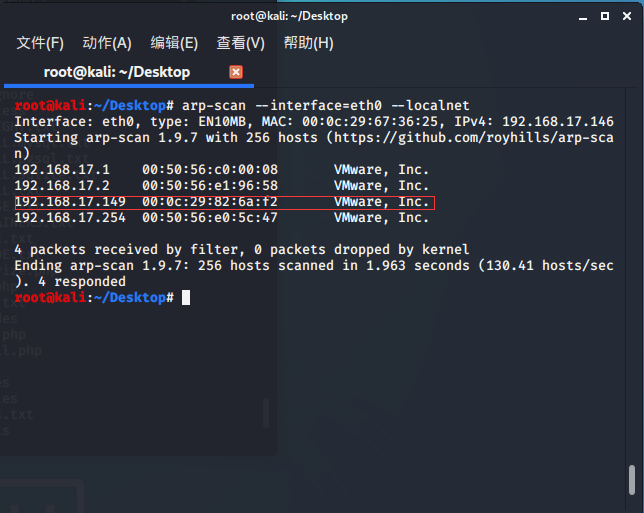 root@kali: ~/Desktop
文件(F) 动作(A) 编辑(E) 查看(V) 帮助(H)
root@kali: ~/Desktop
root@kali:~/Desktop# arp-scan --interface=eth0 --localnet
Interface: eth0, type: EN10MB, MAC: 00:0c:29:67:36:25, IPv4: 192.168.17.146
Starting arp-scan 1.9.7 with 256 hosts (https://github.com/royhills/arp-sca
n)
192.168.17.1 00:50:56:c0:00:08 VMware, Inc.
192.168.17.2 00:50:56:e1:96:58 VMware, Inc.
192.168.17.149 00:0c:29:82:6a:f2 VMware, Inc.
192.168.17.254 00:50:56:e0:5c:47 VMware, Inc.
4 packets received by filter, 0 packets dropped by kernel
Ending arp-scan 1.9.7: 256 hosts scanned in 1.963 seconds (130.41 hosts/sec
). 4 responded
root@kali:~/Desktop#